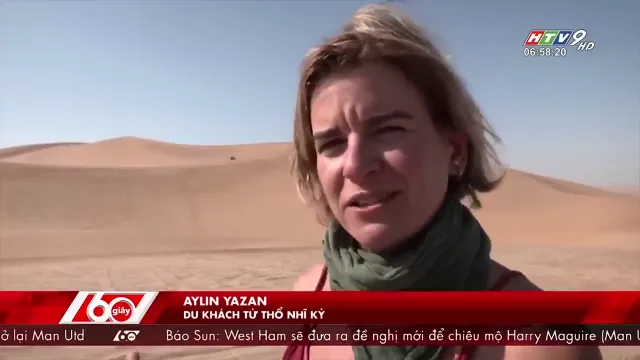 HTV9 HD
06:58:20
AYLIN YAZAN
DU KHÁCH TỪ THỔ NHĨ KỲ
60 giây
ở lại Man Utd 60 Báo Sun: West Ham sẽ đưa ra đề nghị mới để chiêu mộ Harry Maguire (Man U